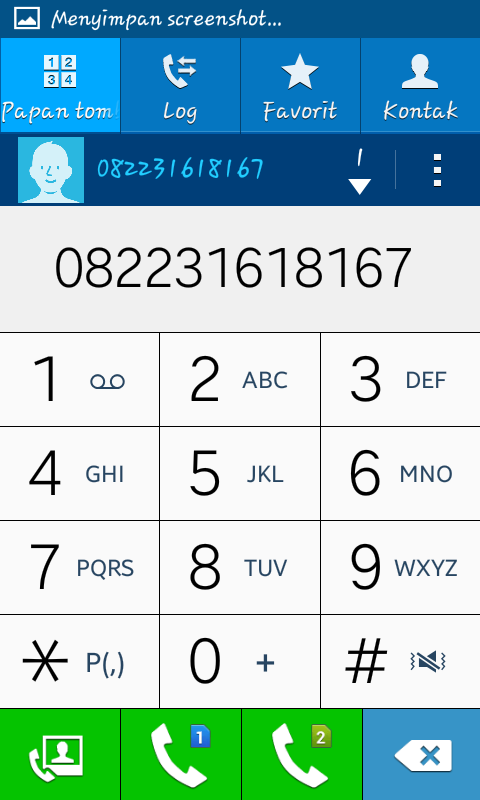 Menyimpan screenshot...
1 2
3 4
Papan tom
Log
Favorit
Kontak
082231618167
1
082231618167
1
2 ABC
3 DEF
4 GHI
5 JKL
6 MNO
7 PQRS
8 TUV
9 WXYZ
* P(,)
0 +
#
1
2